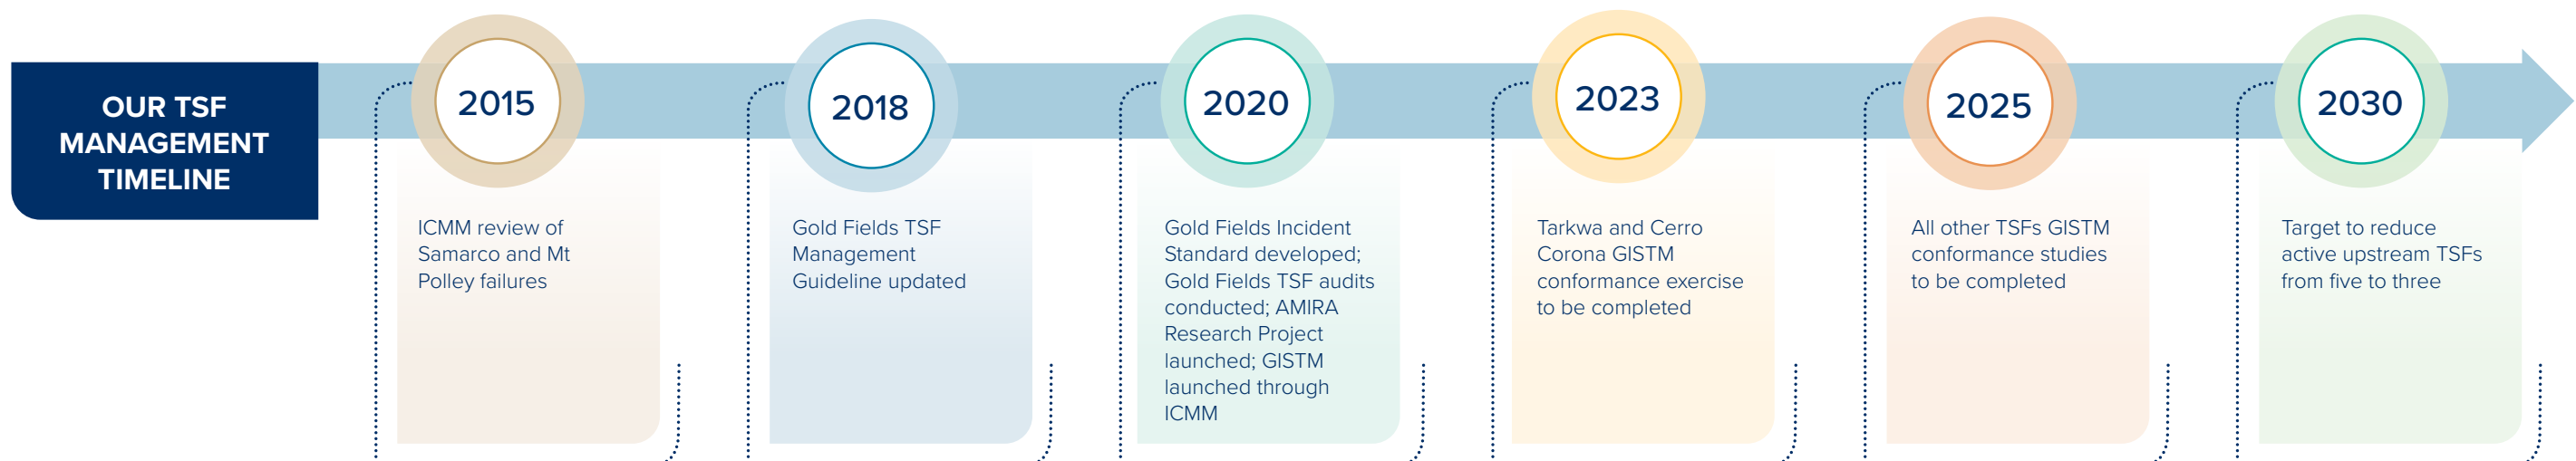 OUR TSF
MANAGEMENT
TIMELINE
2015
ICMM review of
Samarco and Mt
Polley failures
2018
Gold Fields TSF
Management
Guideline updated
2020
Gold Fields Incident
Standard developed;
Gold Fields TSF audits
conducted; AMIRA
Research Project
launched; GISTM
launched through
ICMM
2023
Tarkwa and Cerro
Corona GISTM
conformance exercise
to be completed
2025
All other TSFs GISTM
conformance studies
to be completed
2030
Target to reduce
active upstream TSFs
from five to three